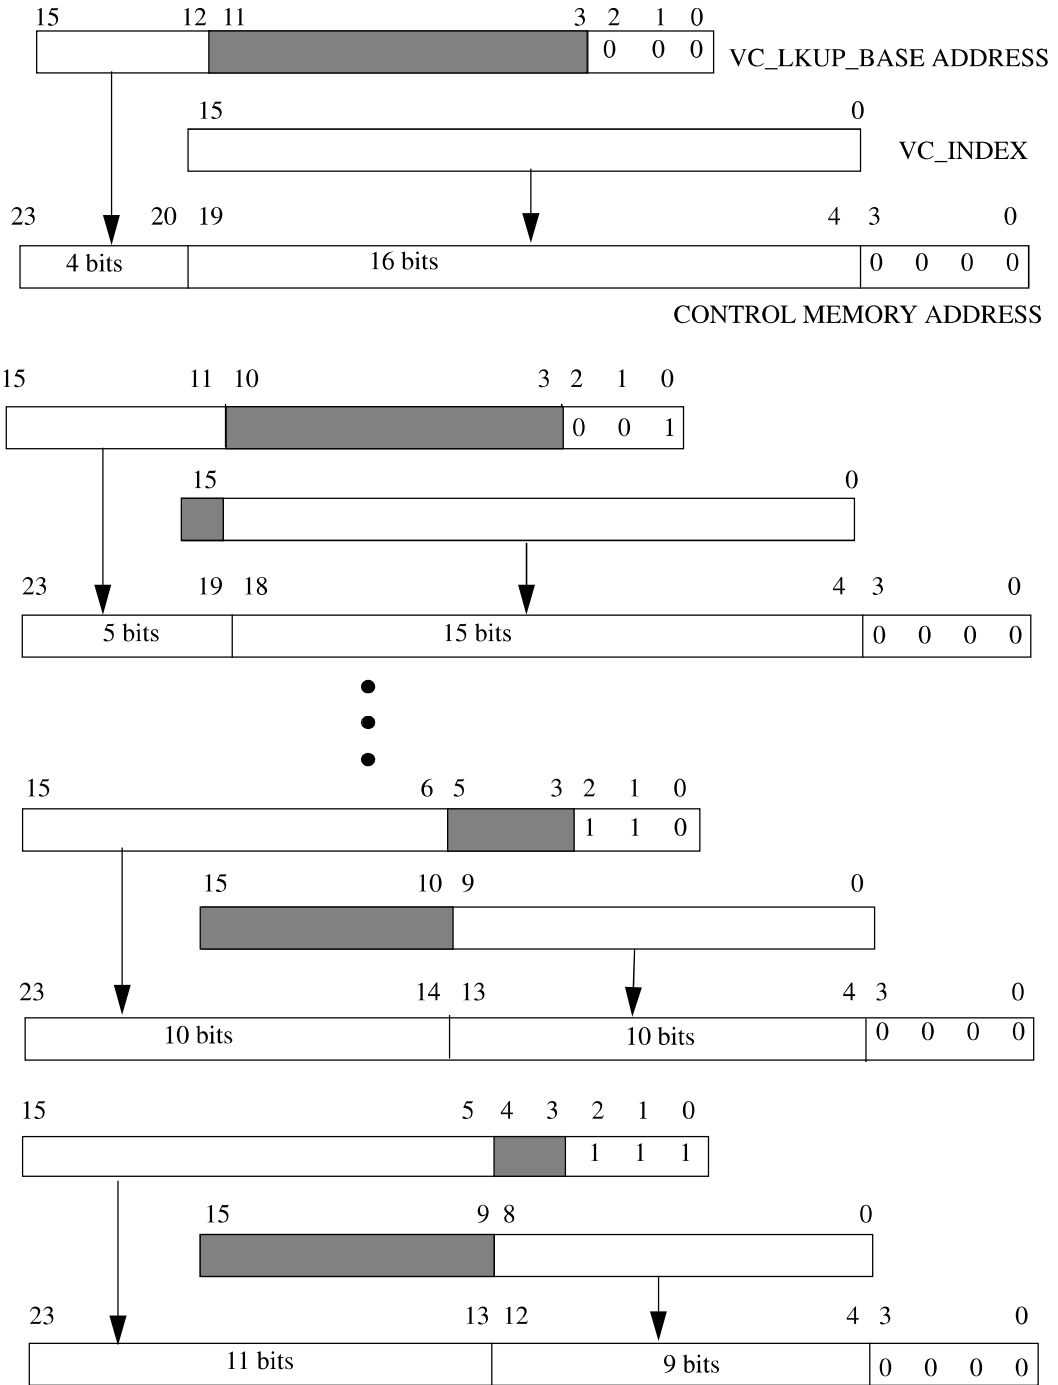 15 12 11 3 2 1 0
0 0 0 VC_LKUP_BASE ADDRESS
15 0
VC_INDEX
23 20 19 4 3 0
4 bits 16 bits 0 0 0 0
CONTROL MEMORY ADDRESS
15 11 10 3 2 1 0
0 0 1
15 0
23 19 18 4 3 0
5 bits 15 bits 0 0 0 0
15 6 5 3 2 1 0
1 1 0
15 10 9 0
23 14 13 4 3 0
10 bits 10 bits 0 0 0 0
15 5 4 3 2 1 0
1 1 1
15 9 8 0
23 13 12 4 3 0
11 bits 9 bits 0 0 0 0